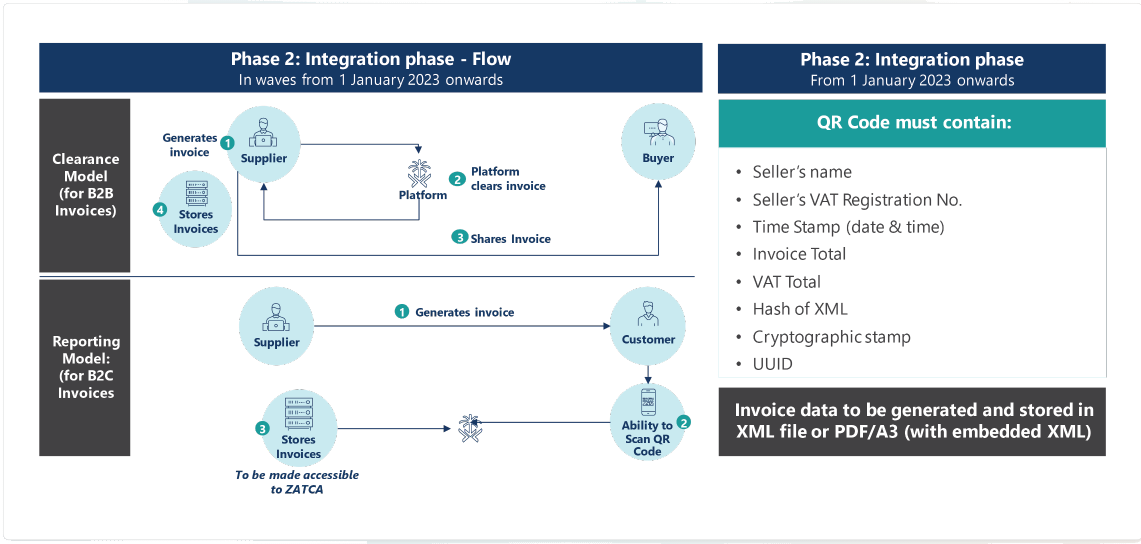 Phase 2: Integration phase - Flow
In waves from 1 January 2023 onwards
Clearance
Model
(for B2B
Invoices)
Generates
invoice
1
Supplier
Platform
2
Platform
clears invoice
Buyer
4
Stores
Invoices
3
Shares Invoice
Reporting
Model:
(for B2C
Invoices
Supplier
1
Generates invoice
Customer
3
Stores
Invoices
To be made accessible
to ZATCA
Ability to
Scan QR
Code
2
Phase 2: Integration phase
From 1 January 2023 onwards
QR Code must contain:
• Seller's name
• Seller's VAT Registration No.
• Time Stamp (date & time)
• Invoice Total
• VAT Total
• Hash of XML
• Cryptographic stamp
• UUID
Invoice data to be generated and stored in
XML file or PDF/A3 (with embedded XML)